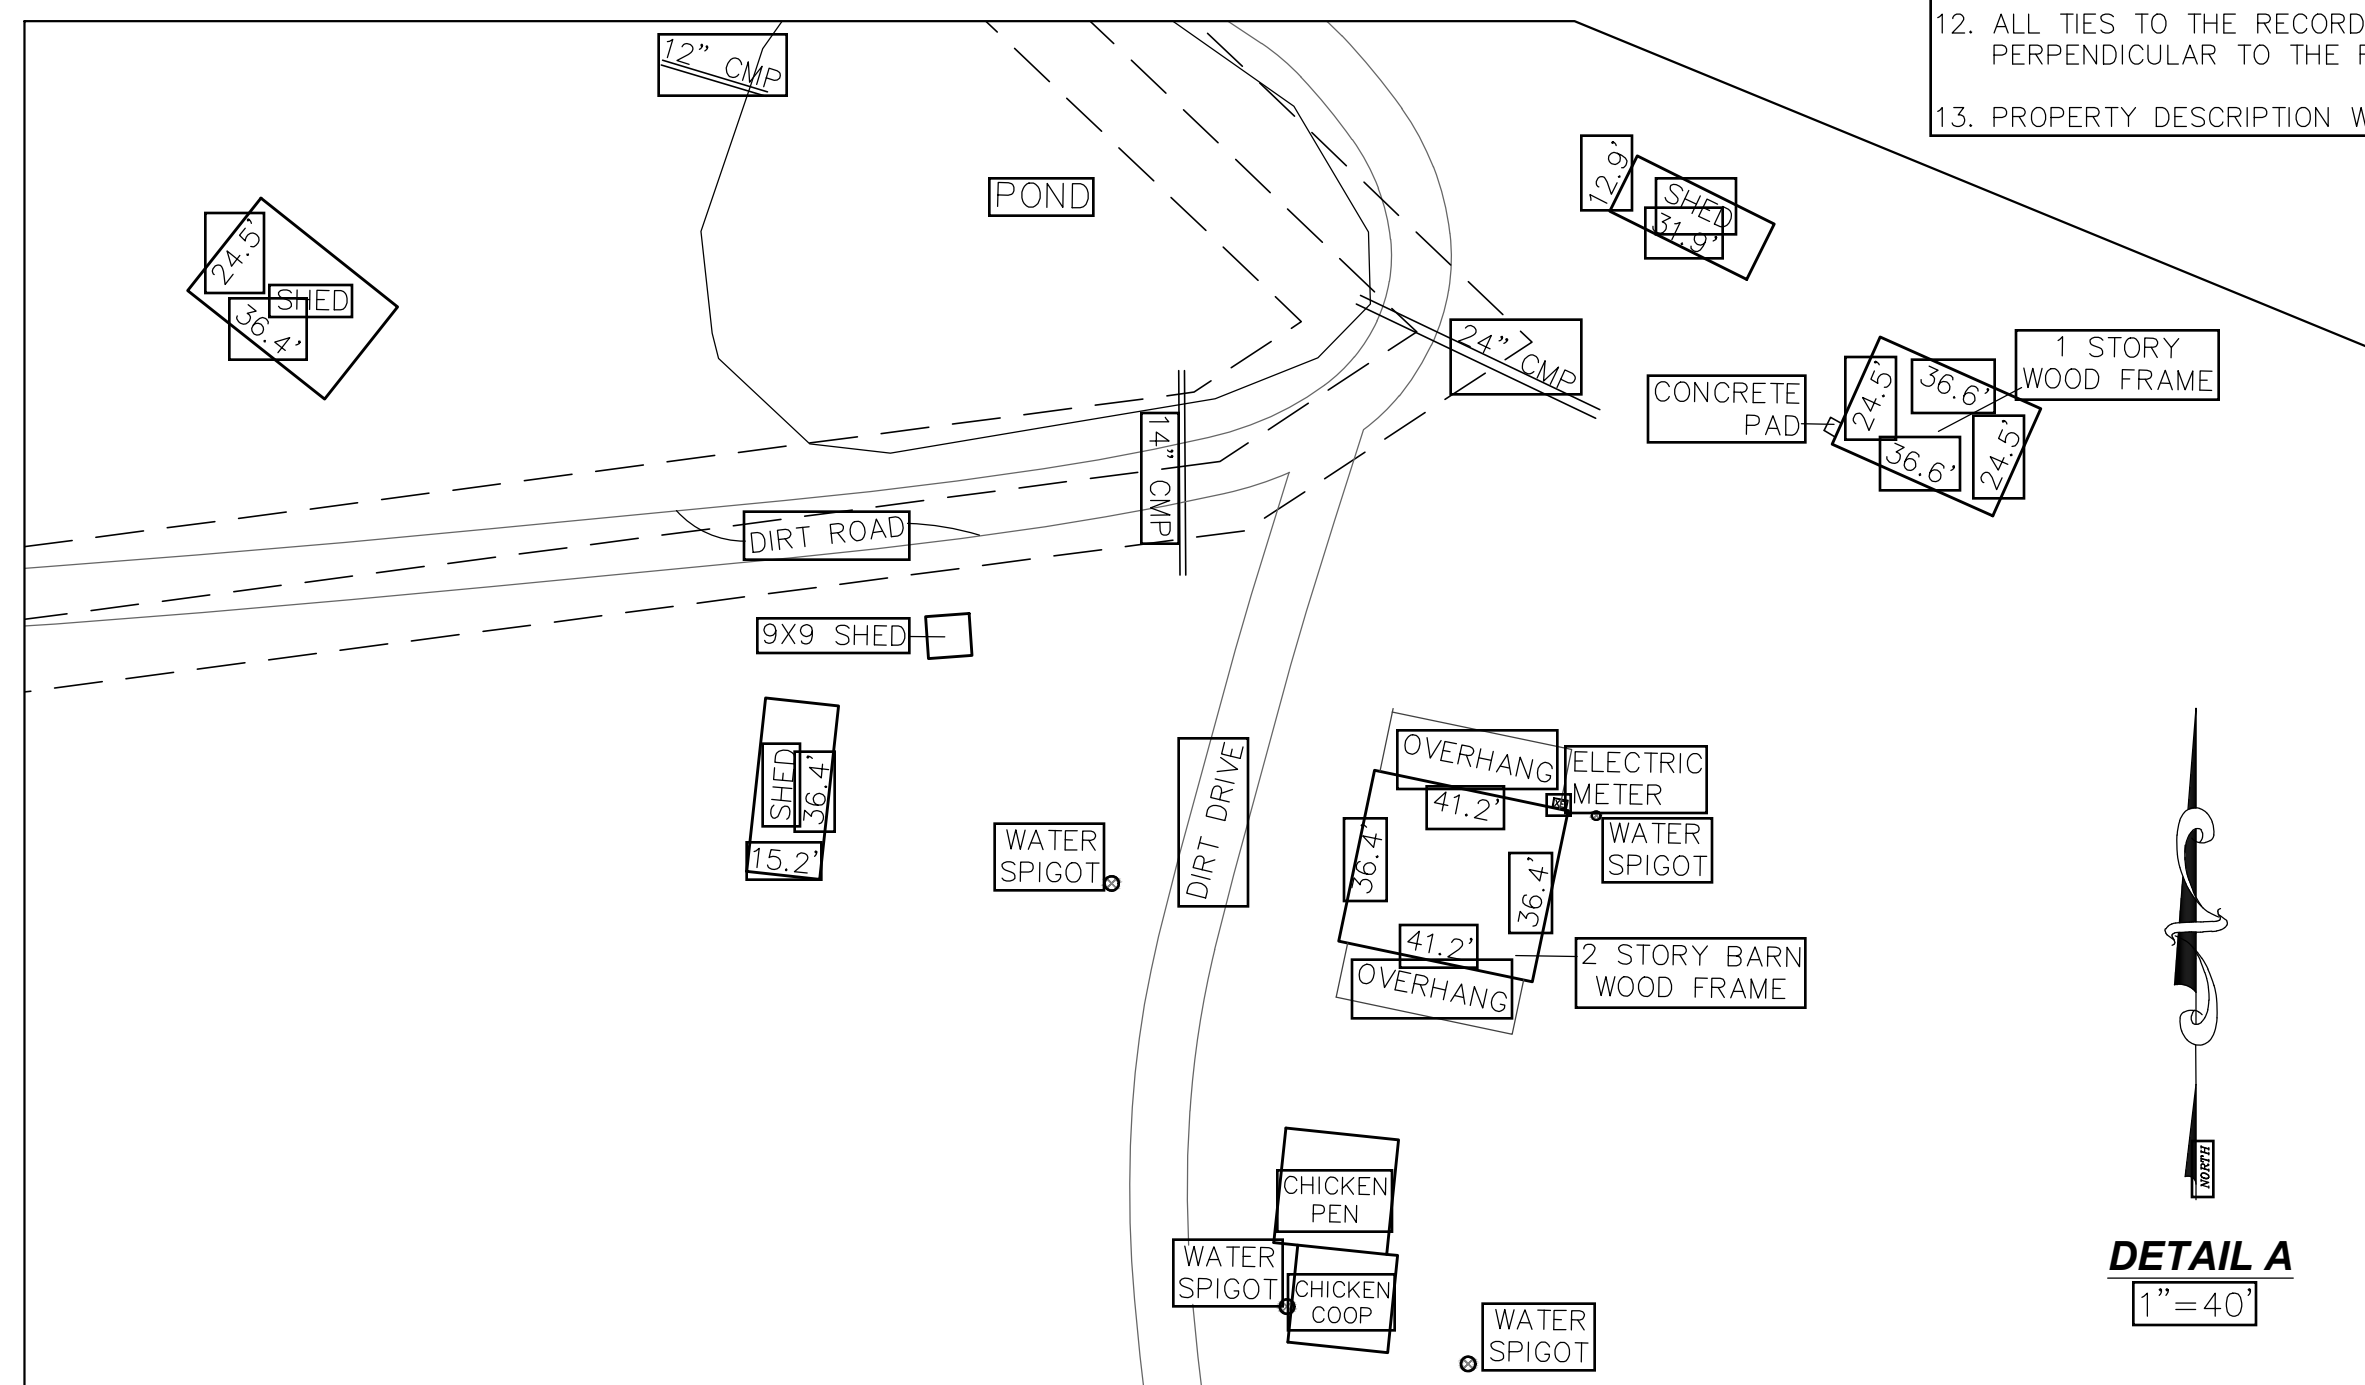 12. ALL TIES TO THE RECORD
PERPENDICULAR TO THE
13. PROPERTY DESCRIPTION
12" CMP
POND
12.9'
SHED
31.9'
24.5'
SHED
36.4'
24" CMP
1 STORY
WOOD FRAME
CONCRETE
PAD
24.5'
36.6'
36.6'
24.5'
14" CMP
DIRT ROAD
9X9 SHED
SHED
36.4'
15.2'
WATER
SPIGOT
DIRT DRIVE
OVERHANG
41.2'
ELECTRIC
METER
WATER
SPIGOT
36.4'
36.4'
41.2'
OVERHANG
2 STORY BARN
WOOD FRAME
CHICKEN
PEN
WATER
SPIGOT
CHICKEN
COOP
WATER
SPIGOT
NORTH
DETAIL A
1"=40'